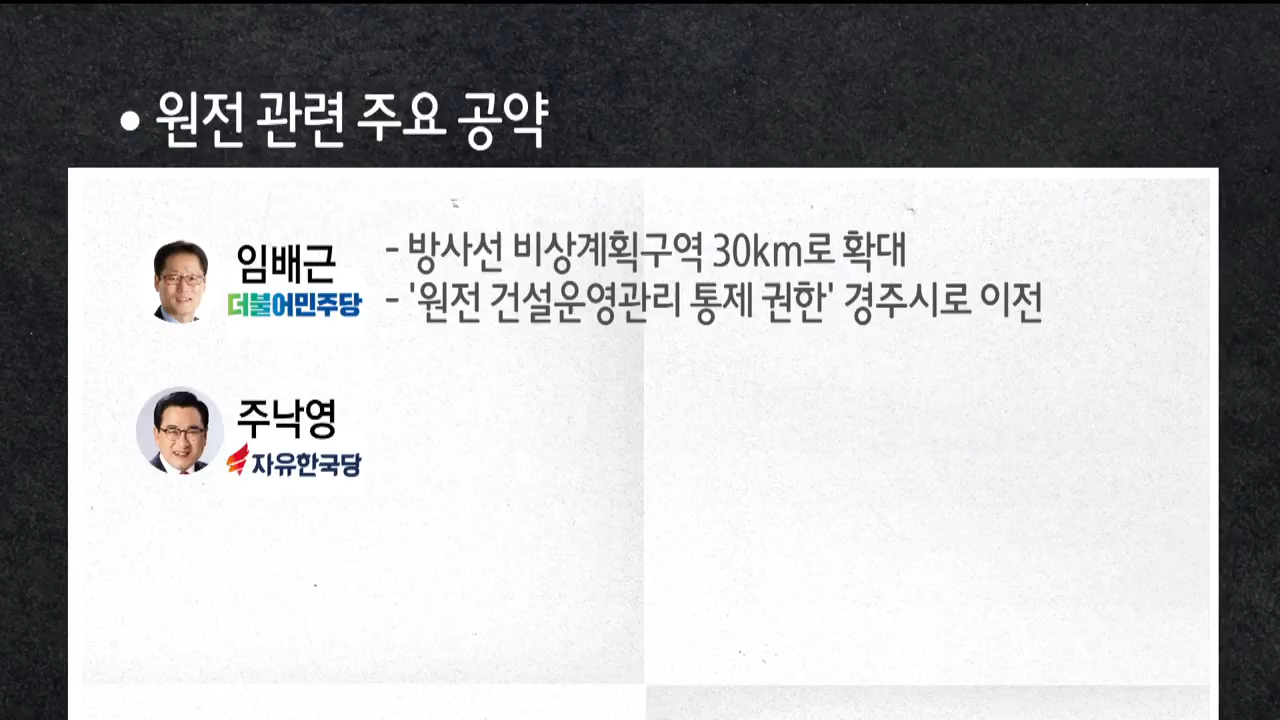 • 원전 관련 주요 공약
임배근
더불어민주당
- 방사선 비상계획구역 30km로 확대
- '원전 건설운영관리 통제 권한' 경주시로 이전
주낙영
자유한국당